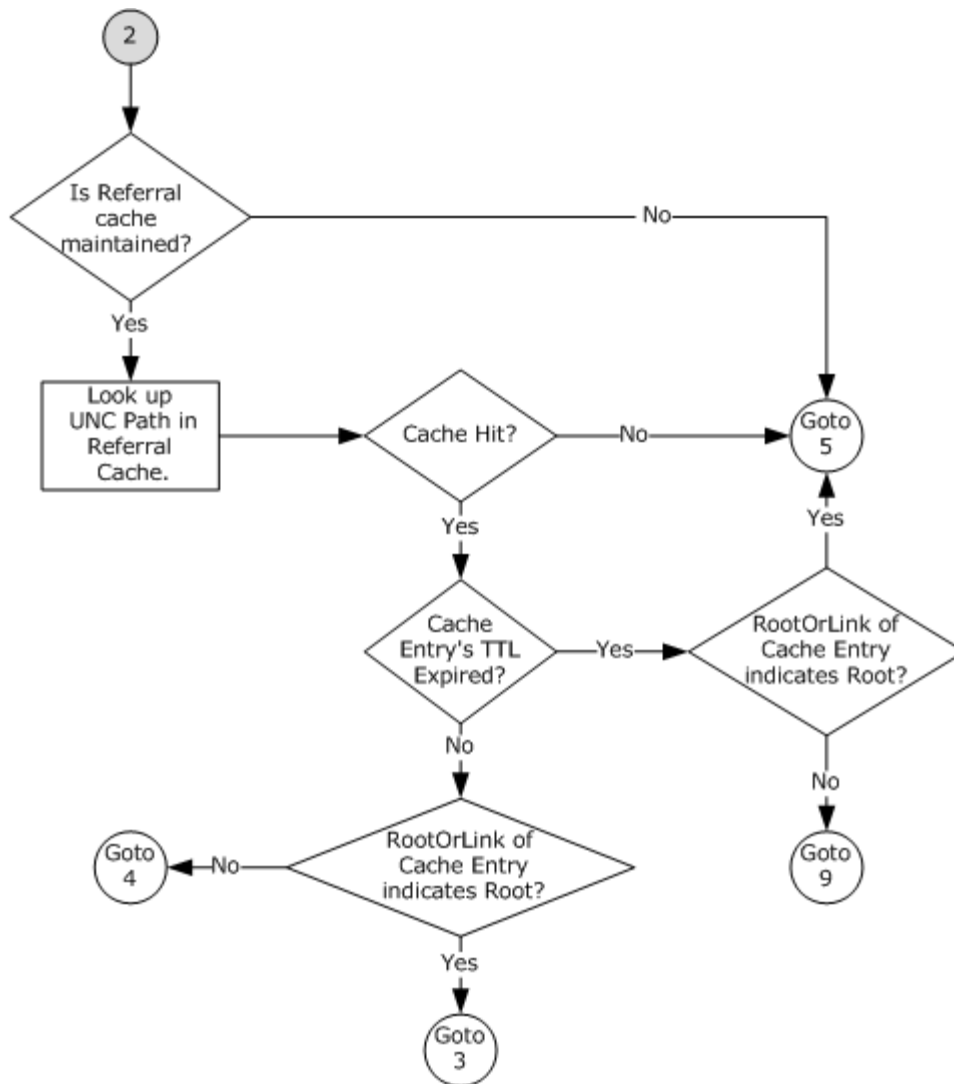 2
Is Referral
cache
maintained?
No
Yes
Look up
UNC Path in
Referral
Cache.
Cache Hit?
No
Goto
5
Yes
Yes
Cache
Entry's TTL
Expired?
Yes
RootOrLink of
Cache Entry
indicates Root?
No
No
RootOrLink of
Cache Entry
indicates Root?
No
Goto
4
Goto
9
Yes
Goto
3